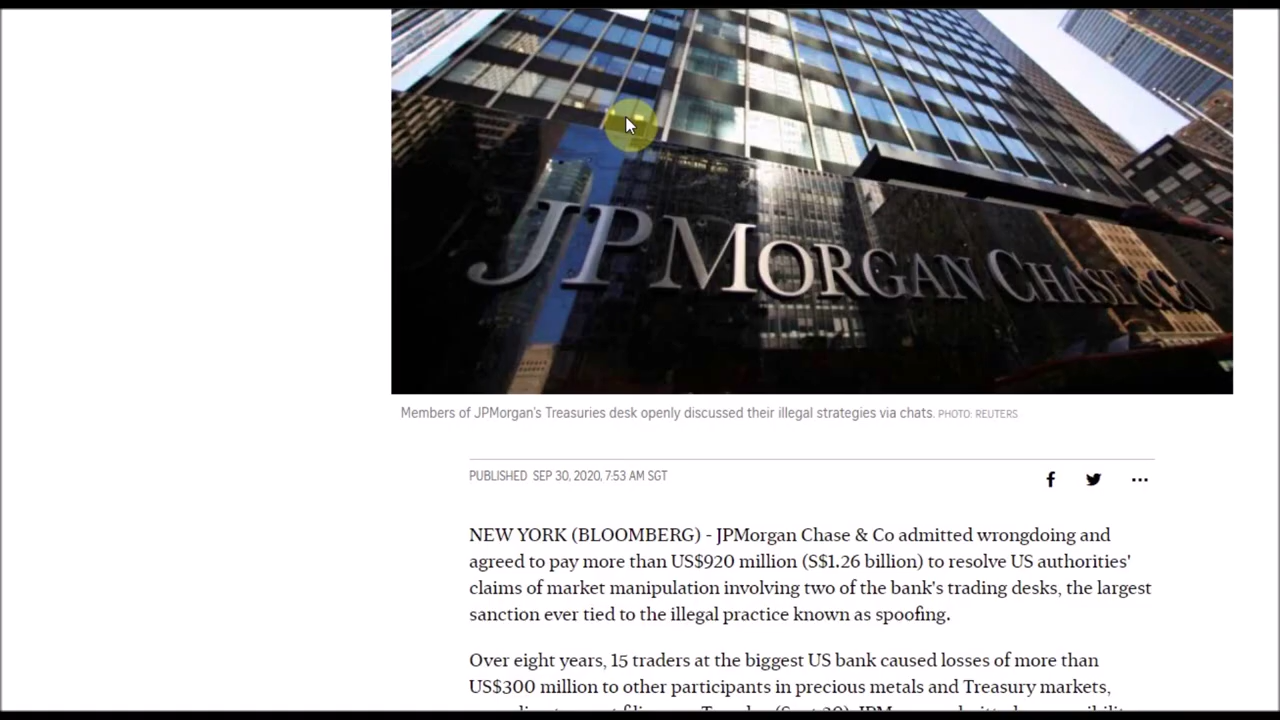 JPMORGAN CHASE & CO
Members of JPMorgan's Treasuries desk openly discussed their illegal strategies via chats. PHOTO: REUTERS
PUBLISHED SEP 30, 2020, 7:53 AM SGT
NEW YORK (BLOOMBERG) - JPMorgan Chase & Co admitted wrongdoing and
agreed to pay more than US$920 million (S$1.26 billion) to resolve US authorities'
claims of market manipulation involving two of the bank's trading desks, the largest
sanction ever tied to the illegal practice known as spoofing.
Over eight years, 15 traders at the biggest US bank caused losses of more than
US$300 million to other participants in precious metals and Treasury markets,